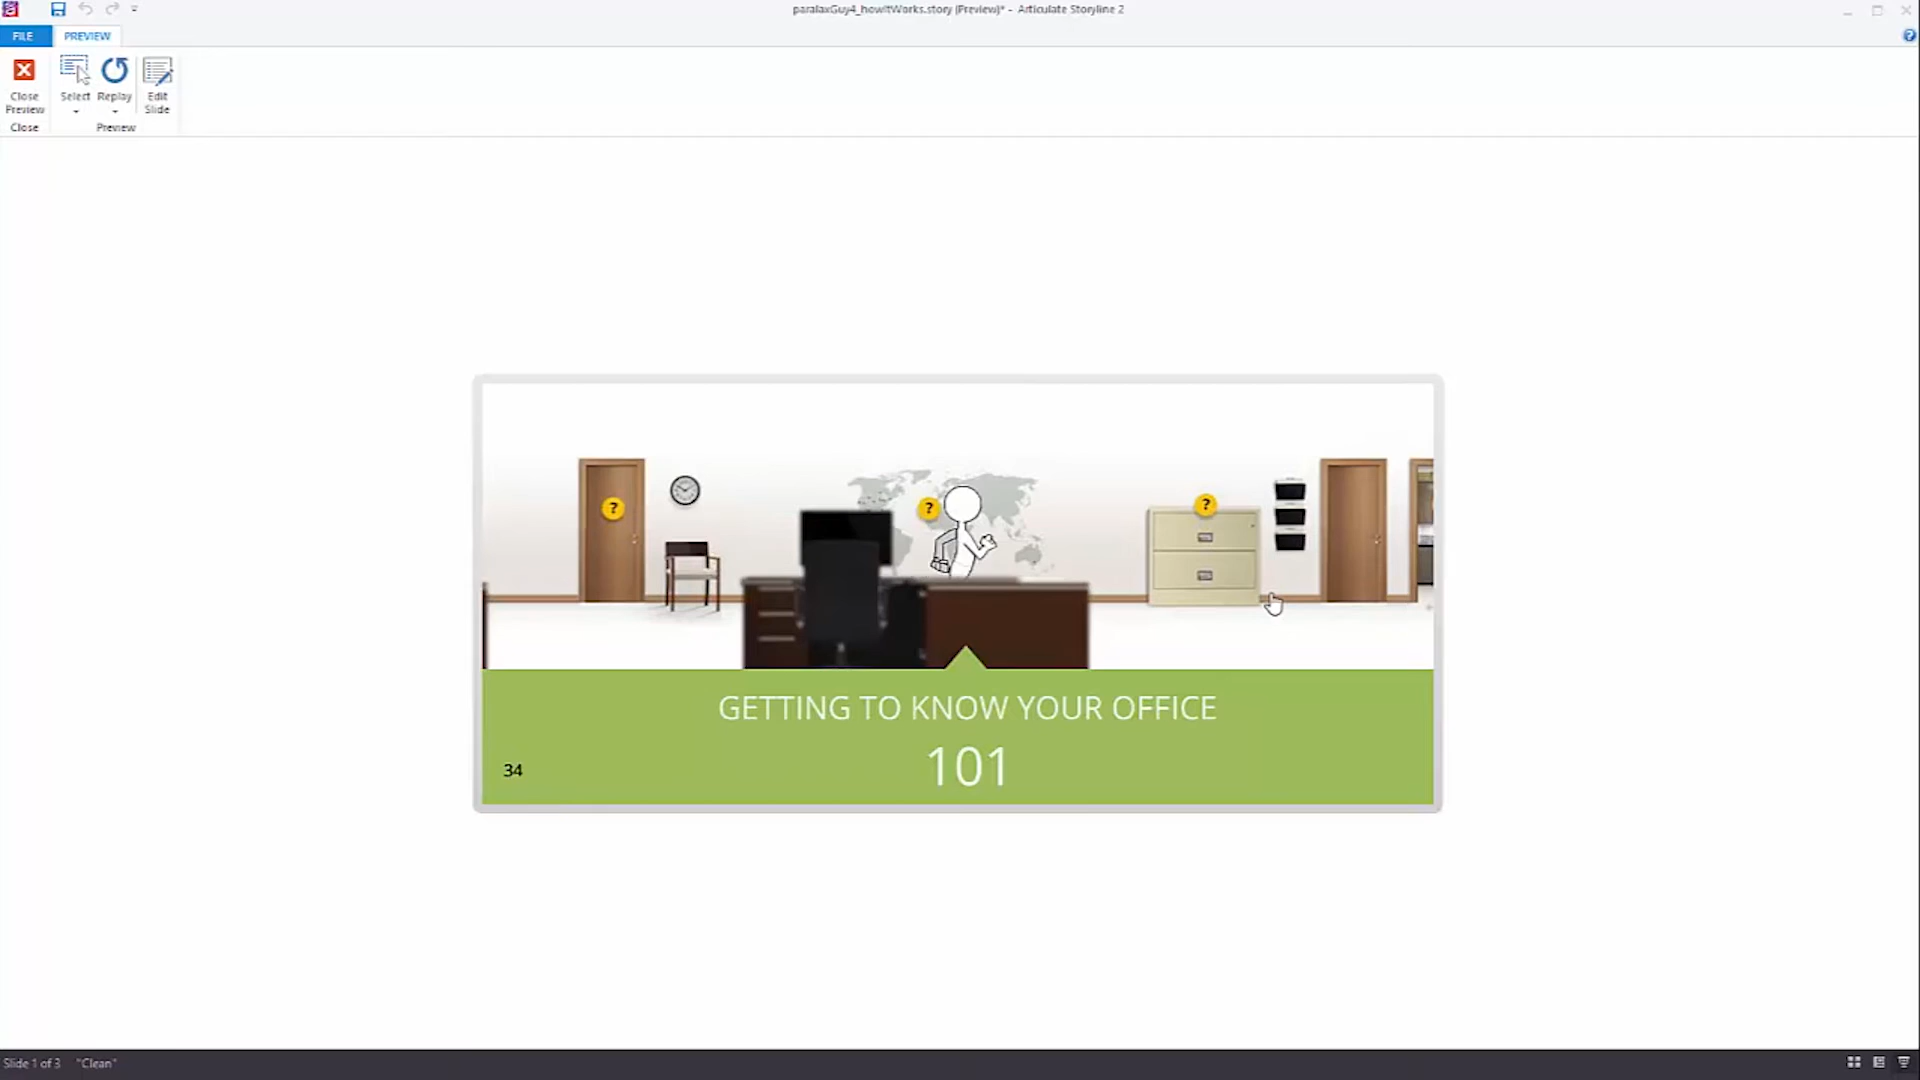 paralaxGuy4_howItWorks.story (Preview)* - Articulate Storyline 2
FILE
PREVIEW
Close Preview
Select
Replay
Edit Slide
Close
Preview
?
?
?
GETTING TO KNOW YOUR OFFICE
101
34
Slide 1 of 3
"Clean"